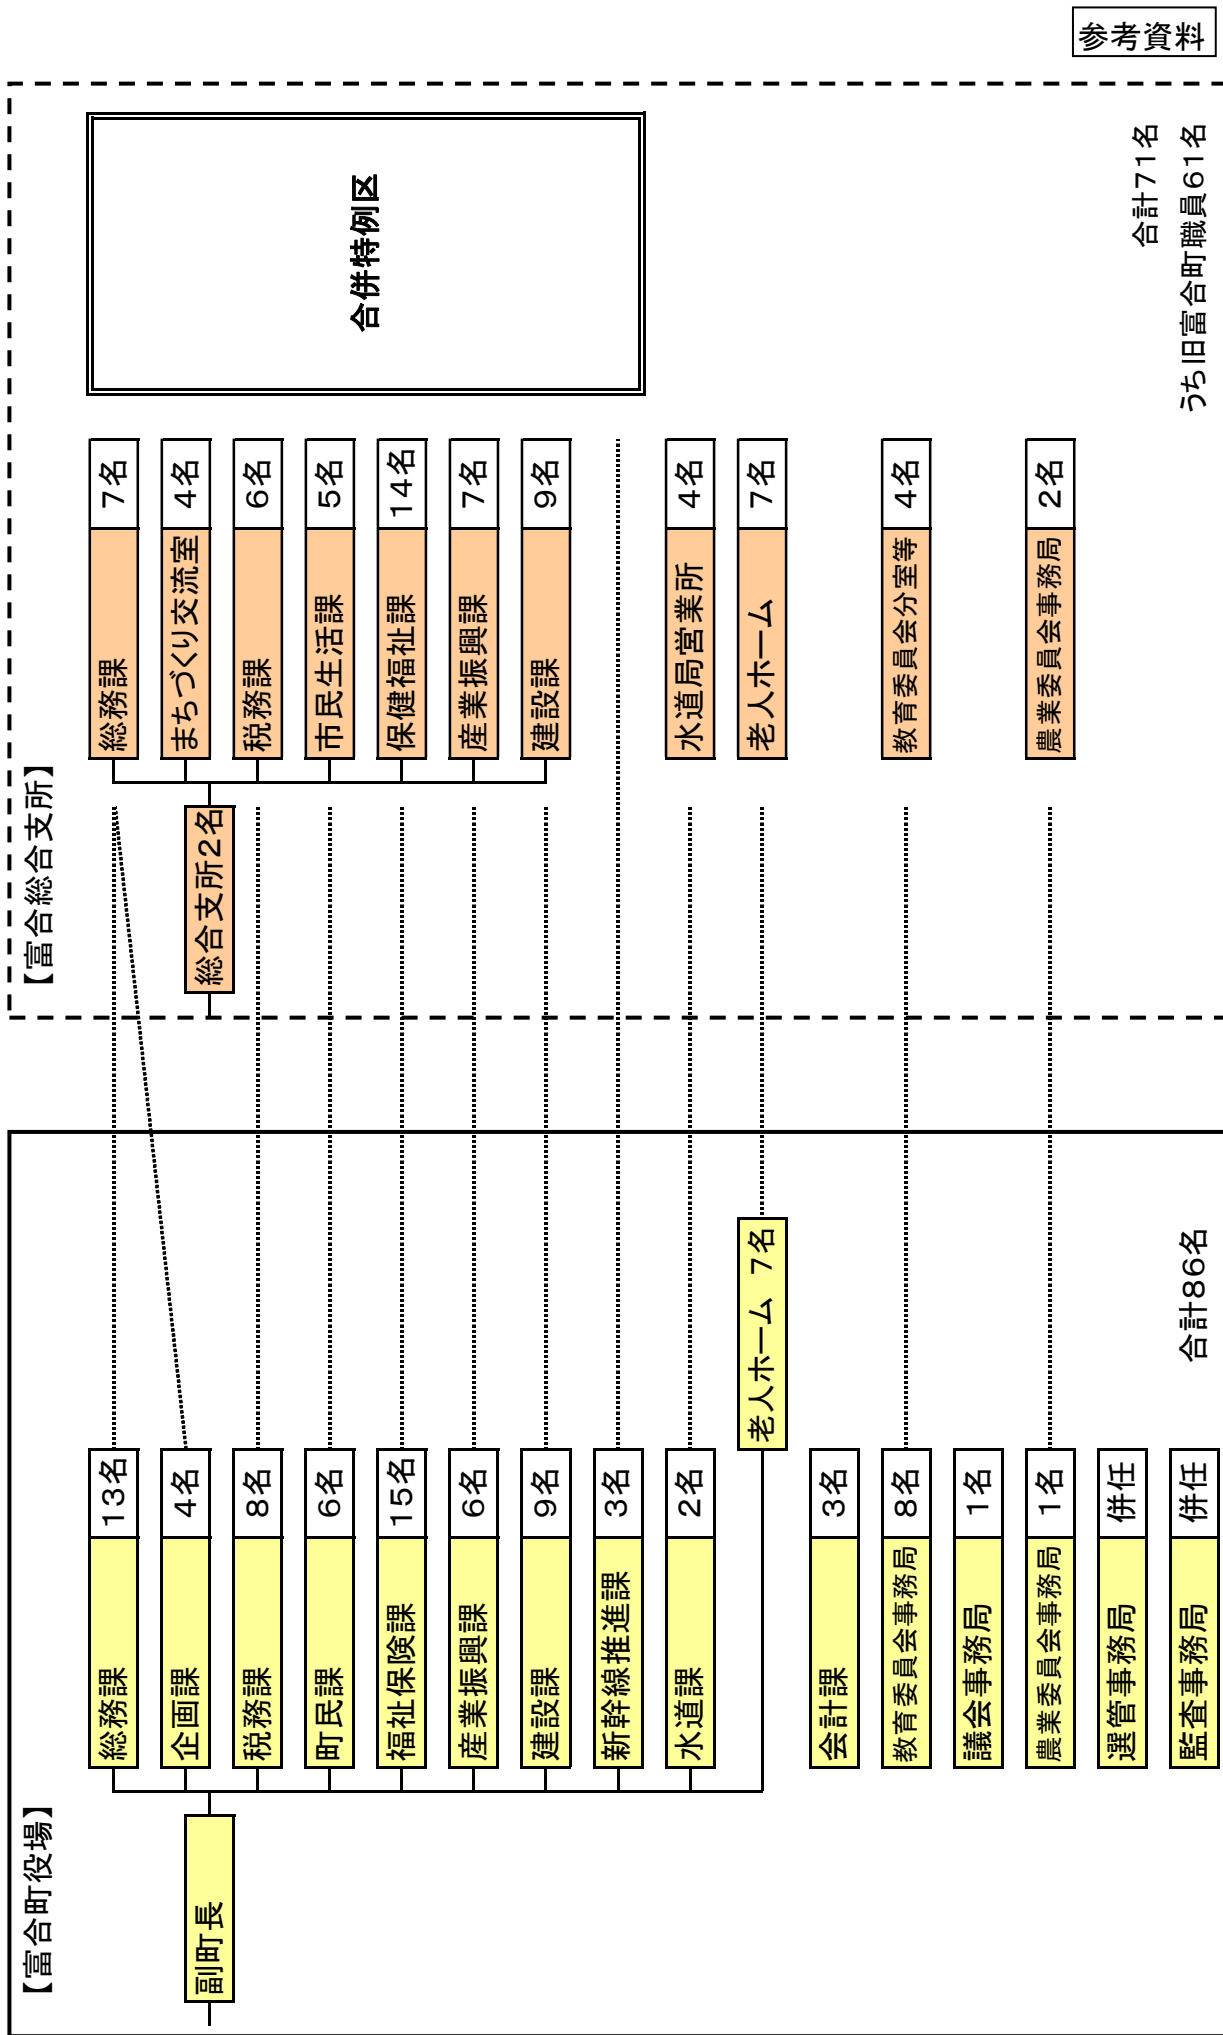 参考資料
【富合町役場】
副町長
総務課 13名
企画課 4名
税務課 8名
町民課 6名
福祉保険課 15名
産業振興課 6名
建設課 9名
新幹線推進課 3名
水道課 2名
老人ホーム 7名
会計課 3名
教育委員会事務局 8名
議会事務局 1名
農業委員会事務局 1名
選管事務局 併任
監査事務局 併任
合計86名
【富合総合支所】
総合支所2名
総務課 7名
まちづくり交流室 4名
税務課 6名
市民生活課 5名
保健福祉課 14名
産業振興課 7名
建設課 9名
水道局営業所 4名
老人ホーム 7名
教育委員会分室等 4名
農業委員会事務局 2名
合併特例区
合計71名
うち旧富合町職員61名